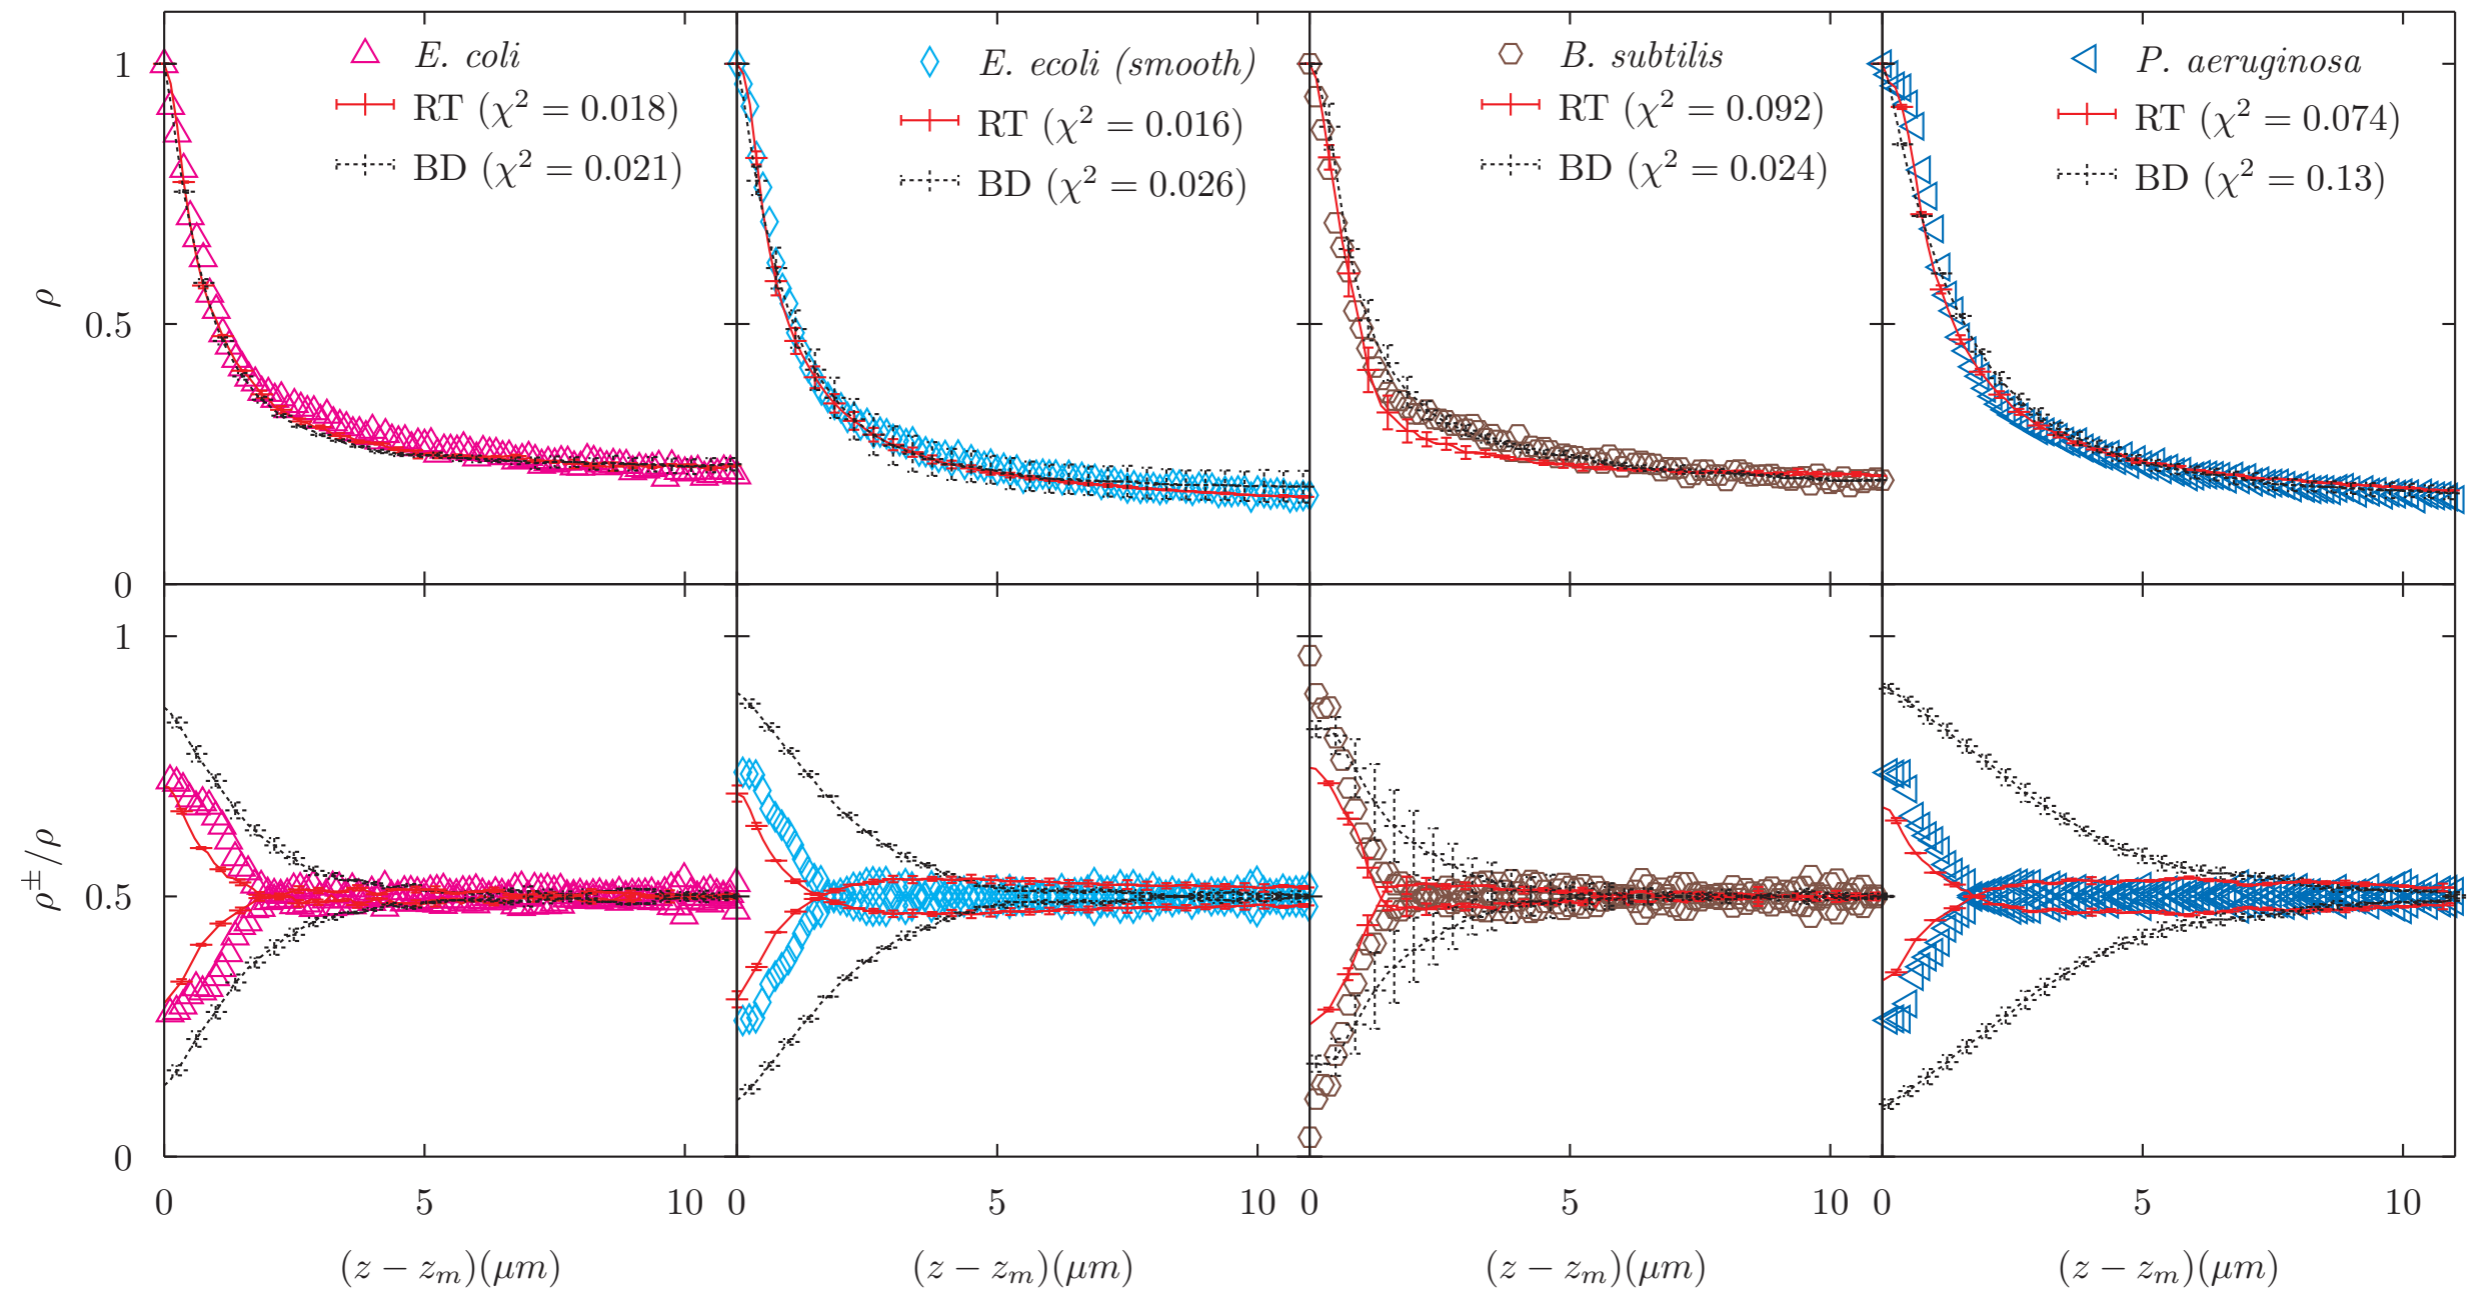 E. coli
RT (χ² = 0.018)
BD (χ² = 0.021)
E. ecoli (smooth)
RT (χ² = 0.016)
BD (χ² = 0.026)
B. subtilis
RT (χ² = 0.092)
BD (χ² = 0.024)
P. aeruginosa
RT (χ² = 0.074)
BD (χ² = 0.13)
1
ρ
0.5
0
1
ρ±/ρ
0.5
0
0 5 10 0 5 10 0 5 10 0 5 10
(z − zₘ)(μm) (z − zₘ)(μm) (z − zₘ)(μm) (z − zₘ)(μm)